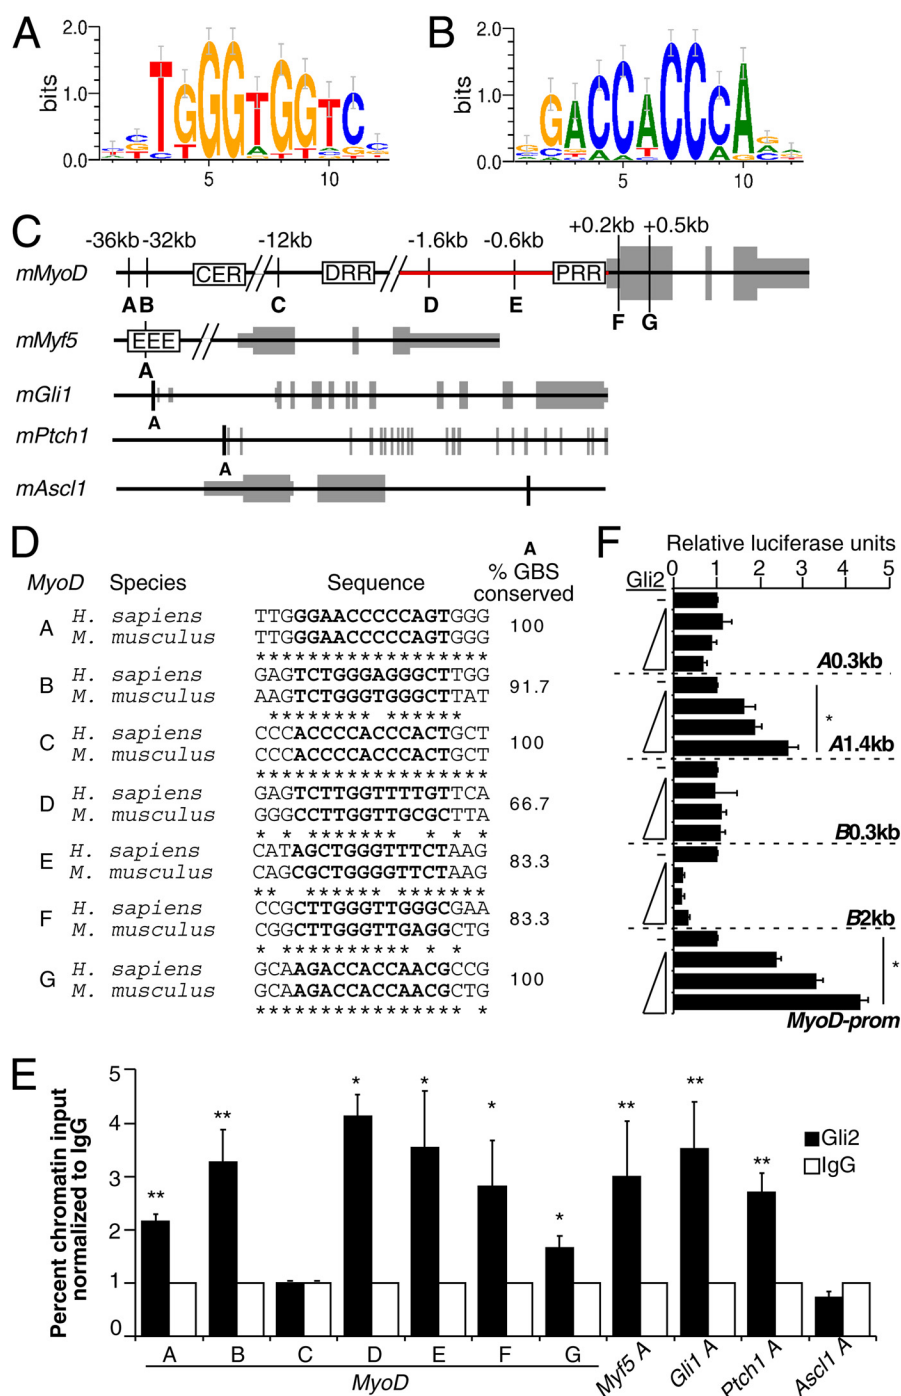 A
B
2.0
1.0
0.0
bits
5
10
2.0
1.0
0.0
bits
5
10
C
-36kb -32kb -12kb -1.6kb -0.6kb +0.2kb +0.5kb
mMyoD CER DRR PRR
A B C D E F G
mMyf5 EEE
A
mGli1
A
mPtch1
A
mAscl1
D
MyoD Species Sequence A % GBS conserved
A H. sapiens TTGGGAACCCCCAGTGGG 100
M. musculus TTGGGAACCCCCAGTGGG
******************
B H. sapiens GAGTCTGGGAGGGCTTGG 91.7
M. musculus AAGTCTGGGTGGGCTTAT
******** ******
C H. sapiens CCCACCCCACCCACTGCT 100
M. musculus CCCACCCCACCCACTGCT
******************
D H. sapiens GAGTCTTGGTTTTGTTCA 66.7
M. musculus GGGCCTTGGTTGCGCTTA
* * ******* * * *
E H. sapiens CATAGCTGGGTTTCTAAG 83.3
M. musculus CAGCGCTGGGGTTCTAAG
** ****** *******
F H. sapiens CCGCTTGGGTTGGGCGAA 83.3
M. musculus CGGCTTGGGTTGAGGCTG
* ********** * *
G H. sapiens GCAAGACCACCAACGCCG 100
M. musculus GCAAGACCACCAACGCTG
**************** *
F
Relative luciferase units
Gli2 0 1 2 3 4 5
–
A0.3kb
–
*
A1.4kb
–
B0.3kb
–
B2kb
–
*
MyoD-prom
E
Percent chromatin input
normalized to IgG
5
4
3
2
1
0
** ** * * * * ** ** **
Gli2
IgG
A B C D E F G Myf5 A Gli1 A Ptch1 A Ascl1 A
MyoD